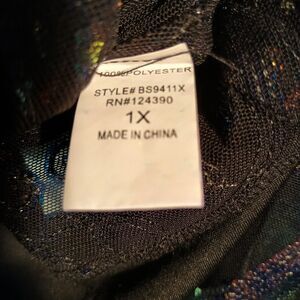 100% POLYESTER
STYLE# BS9411X
RN#124390
1X
MADE IN CHINA